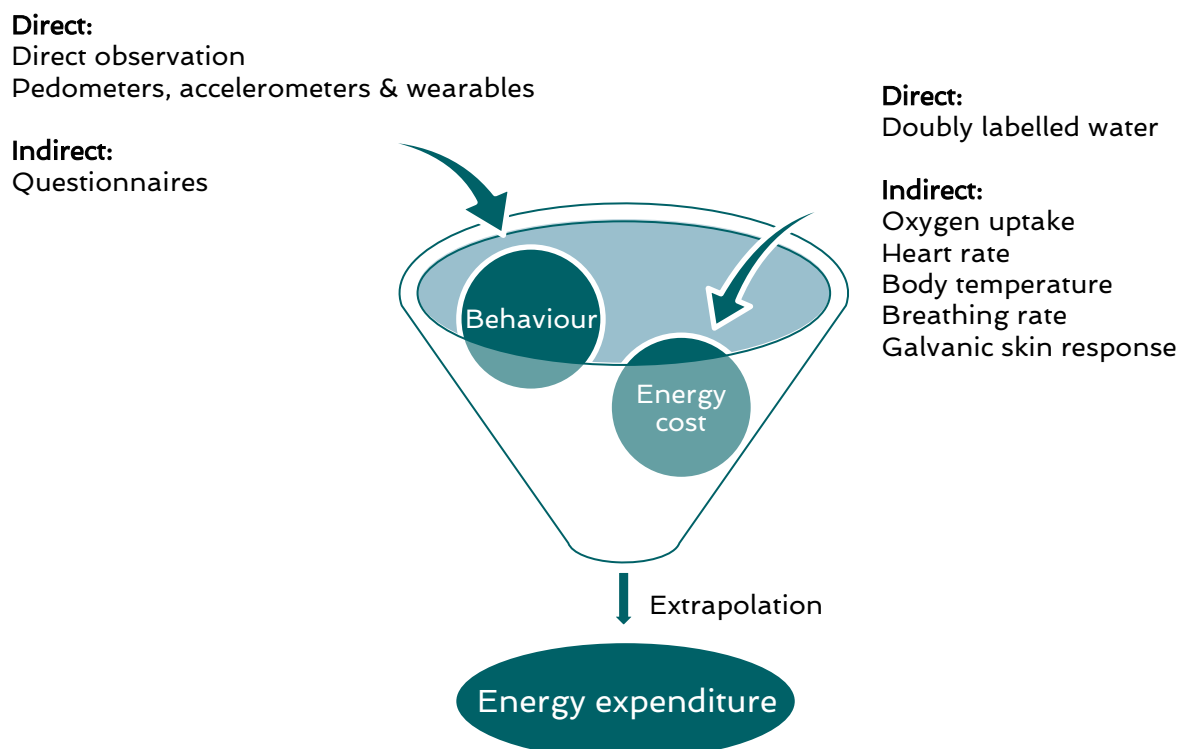 Direct:
Direct observation
Pedometers, accelerometers & wearables
Indirect:
Questionnaires
Direct:
Doubly labelled water
Indirect:
Oxygen uptake
Heart rate
Body temperature
Breathing rate
Galvanic skin response
Behaviour
Energy
cost
Extrapolation
Energy expenditure